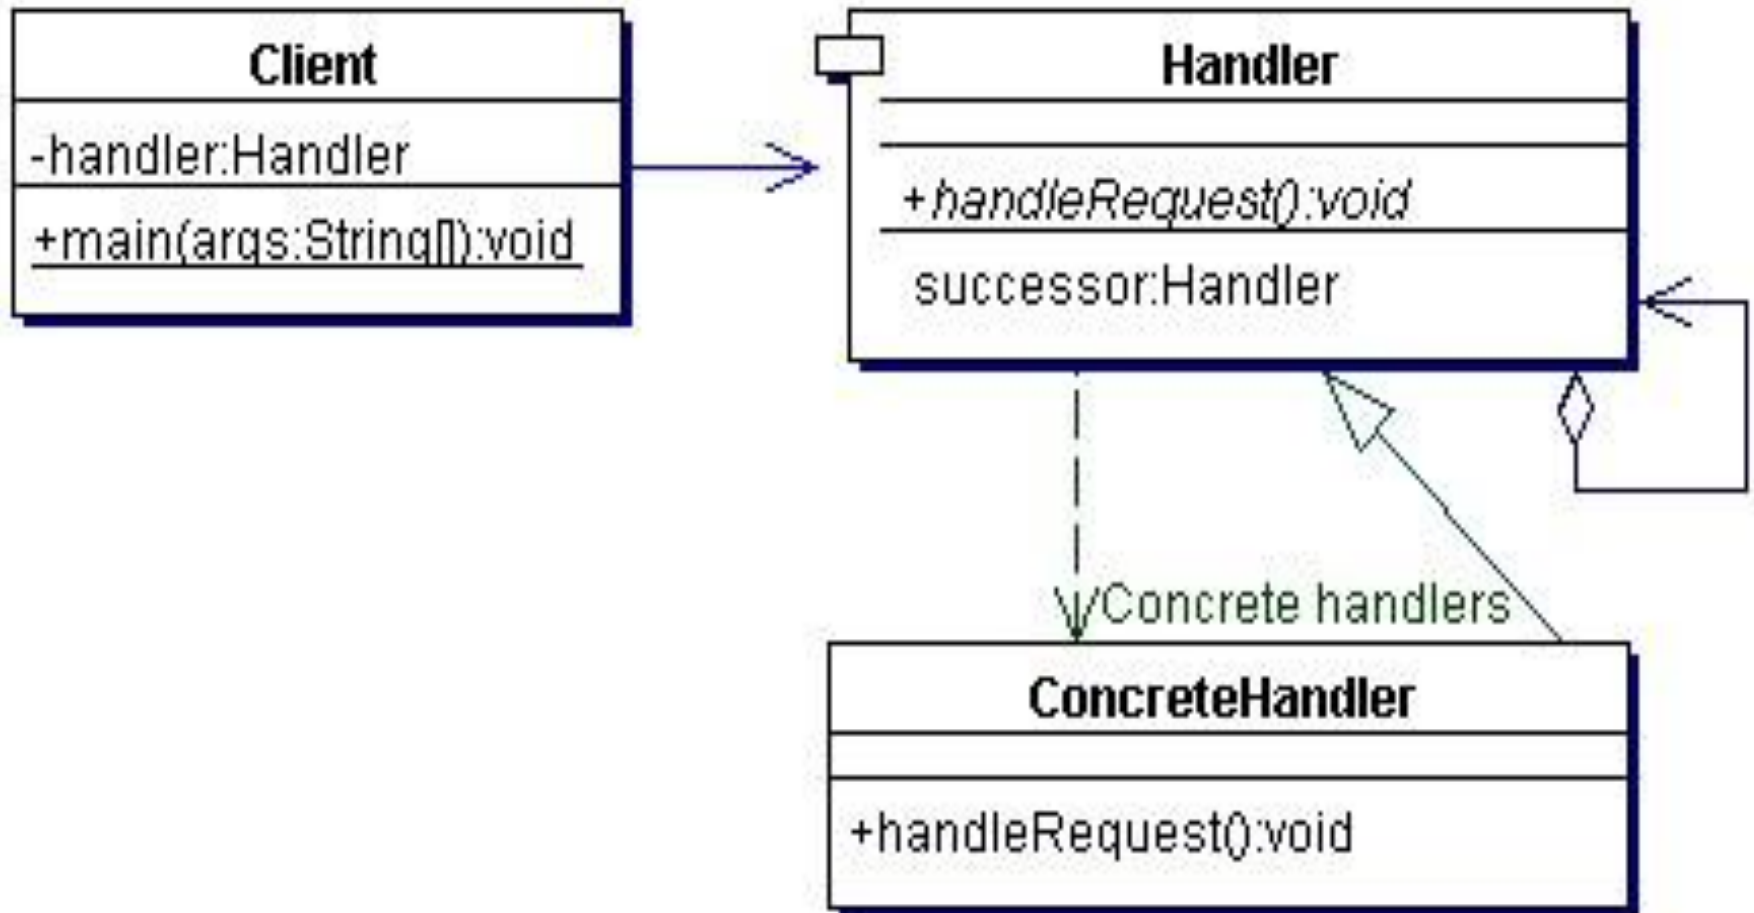 Client
-handler:Handler
+main(args:String[]):void
Handler
+handleRequest():void
successor:Handler
Concrete handlers
ConcreteHandler
+handleRequest():void